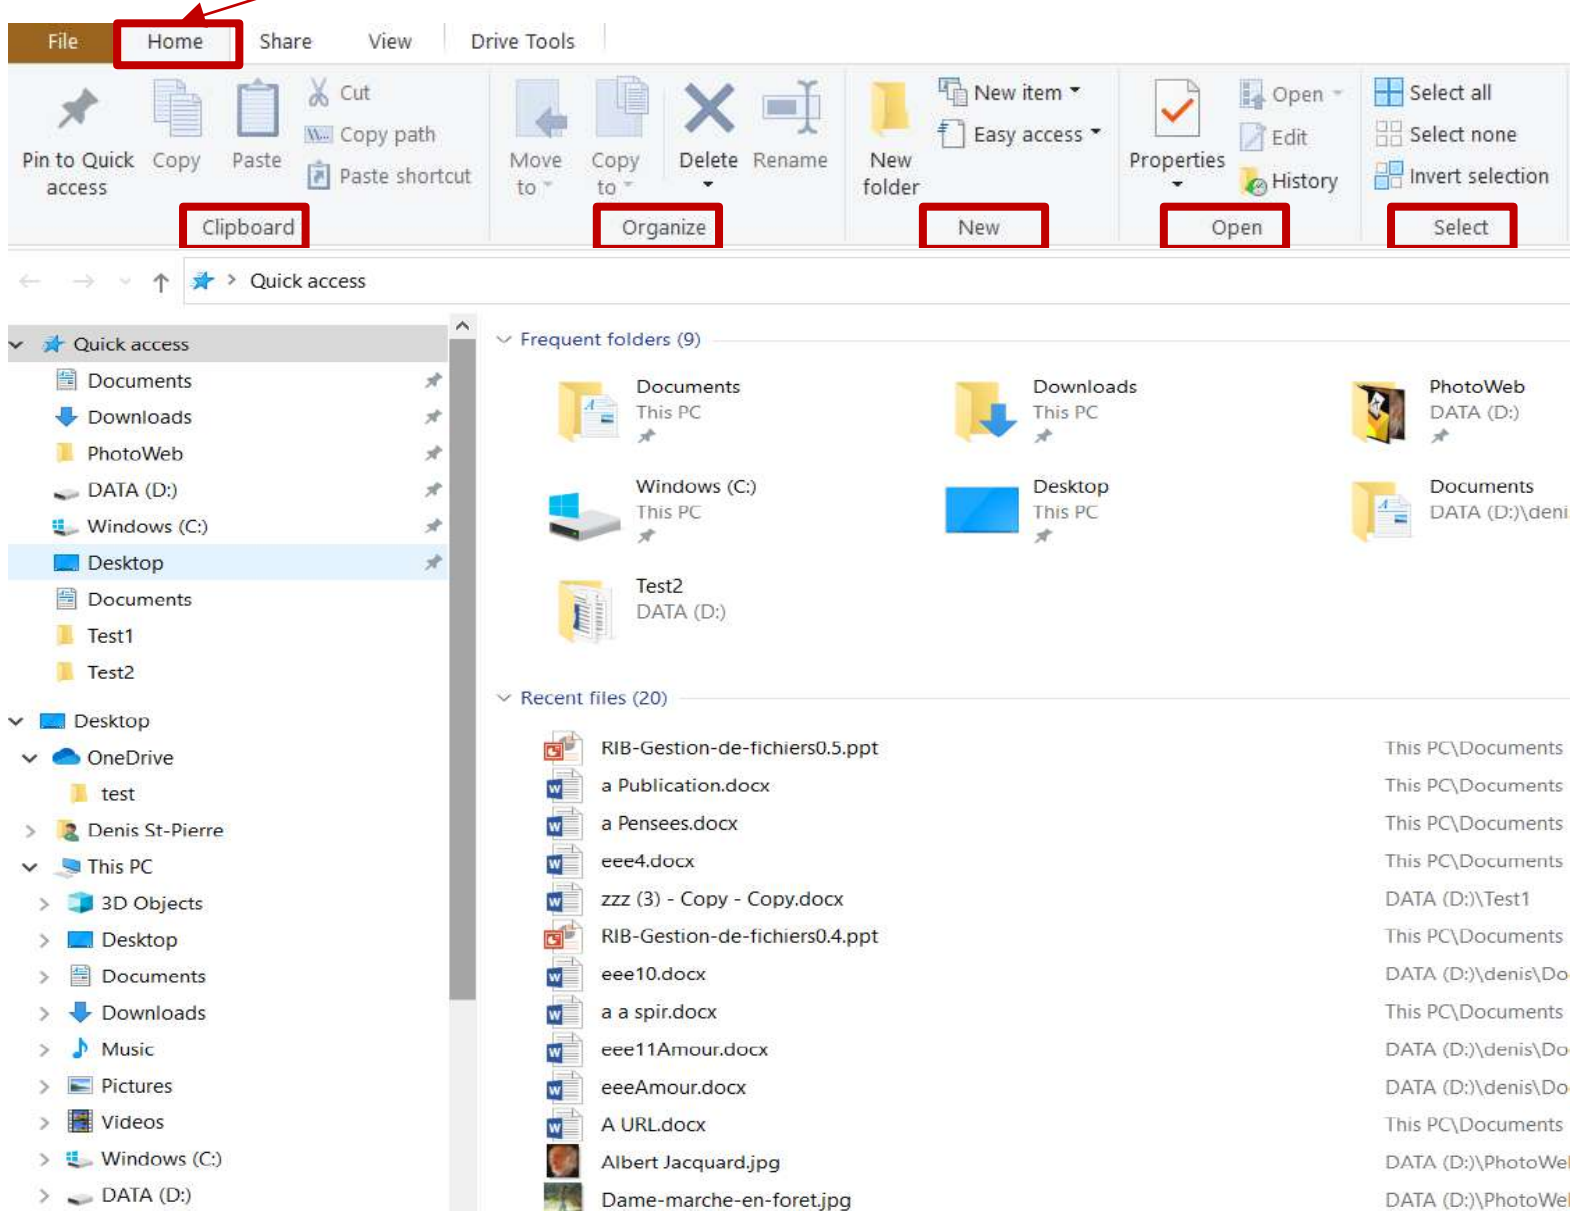 File Home Share View Drive Tools
Pin to Quick access
Copy
Paste
Cut
Copy path
Paste shortcut
Clipboard
Move to
Copy to
Delete
Rename
Organize
New folder
New item
Easy access
New
Properties
Open
Edit
History
Open
Select all
Select none
Invert selection
Select
Quick access
Quick access
Documents
Downloads
PhotoWeb
DATA (D:)
Windows (C:)
Desktop
Documents
Test1
Test2
Desktop
OneDrive
test
Denis St-Pierre
This PC
3D Objects
Desktop
Documents
Downloads
Music
Pictures
Videos
Windows (C:)
DATA (D:)
Frequent folders (9)
Documents
This PC
Downloads
This PC
PhotoWeb
DATA (D:)
Windows (C:)
This PC
Desktop
This PC
Documents
DATA (D:)\deni
Test2
DATA (D:)
Recent files (20)
RIB-Gestion-de-fichiers0.5.ppt This PC\Documents
a Publication.docx This PC\Documents
a Pensees.docx This PC\Documents
eee4.docx This PC\Documents
zzz (3) - Copy - Copy.docx DATA (D:)\Test1
RIB-Gestion-de-fichiers0.4.ppt This PC\Documents
eee10.docx DATA (D:)\denis\Do
a a spir.docx This PC\Documents
eee11Amour.docx DATA (D:)\denis\Do
eeeAmour.docx DATA (D:)\denis\Do
A URL.docx This PC\Documents
Albert Jacquard.jpg DATA (D:)\PhotoWe
Dame-marche-en-foret.jpg DATA (D:)\PhotoWe